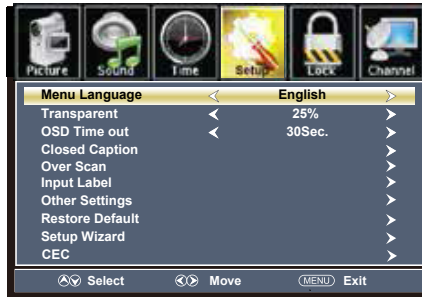 Picture Sound Time Setup Lock Channel
Menu Language English
Transparent 25%
OSD Time out 30Sec.
Closed Caption
Over Scan
Input Label
Other Settings
Restore Default
Setup Wizard
CEC
Select Move MENU Exit